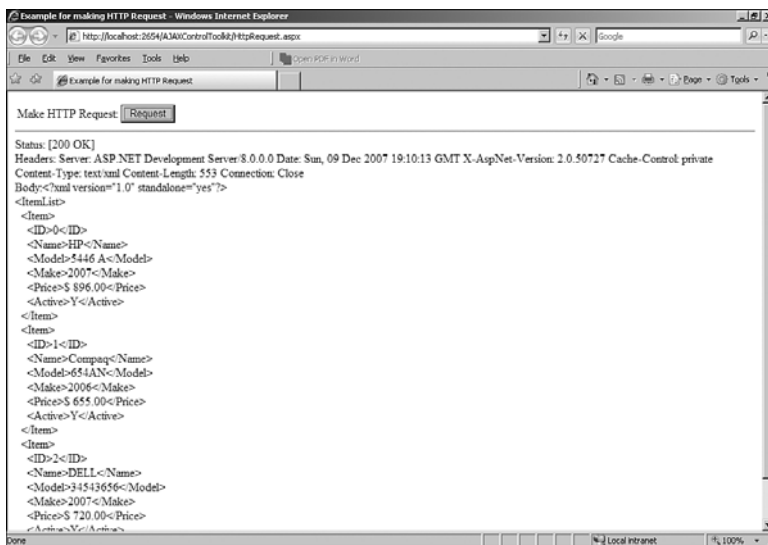 Example for making HTTP Request - Windows Internet Explorer
http://localhost:2654/AJAXControlToolkit/HttpRequest.aspx
Google
File Edit View Favorites Tools Help
Open PDF in Word
Example for making HTTP Request
Page Tools
Make HTTP Request: Request
Status: [200 OK]
Headers: Server: ASP.NET Development Server/8.0.0.0 Date: Sun, 09 Dec 2007 19:10:13 GMT X-AspNet-Version: 2.0.50727 Cache-Control: private
Content-Type: text/xml Content-Length: 553 Connection: Close
Body:<?xml version="1.0" standalone="yes"?>
<ItemList>
<Item>
<ID>0</ID>
<Name>HP</Name>
<Model>5446 A</Model>
<Make>2007</Make>
<Price>$ 896.00</Price>
<Active>Y</Active>
</Item>
<Item>
<ID>1</ID>
<Name>Compaq</Name>
<Model>654AN</Model>
<Make>2006</Make>
<Price>$ 655.00</Price>
<Active>Y</Active>
</Item>
<Item>
<ID>2</ID>
<Name>DELL</Name>
<Model>34543656</Model>
<Make>2007</Make>
<Price>$ 720.00</Price>
<Active>Y</Active>
Done
Local intranet
100%